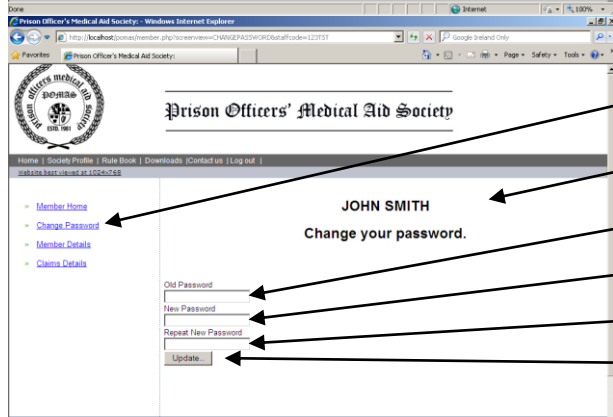 Done
Internet
100%
Prison Officer's Medical Aid Society: - Windows Internet Explorer
http://localhost/pomas/member.php?screenview=CHANGEPASSWORD&staffcode=123TST
Google Ireland Only
Favorites
Prison Officer's Medical Aid Society:
Page
Safety
Tools
prison officers medical aid society
POMAS
ESTD. 1901
Prison Officers' Medical Aid Society
Home | Society Profile | Rule Book | Downloads |Contact us | Log out |
Website best viewed at 1024x768
» Member Home
» Change Password
» Member Details
» Claims Details
JOHN SMITH
Change your password.
Old Password
New Password
Repeat New Password
Update...